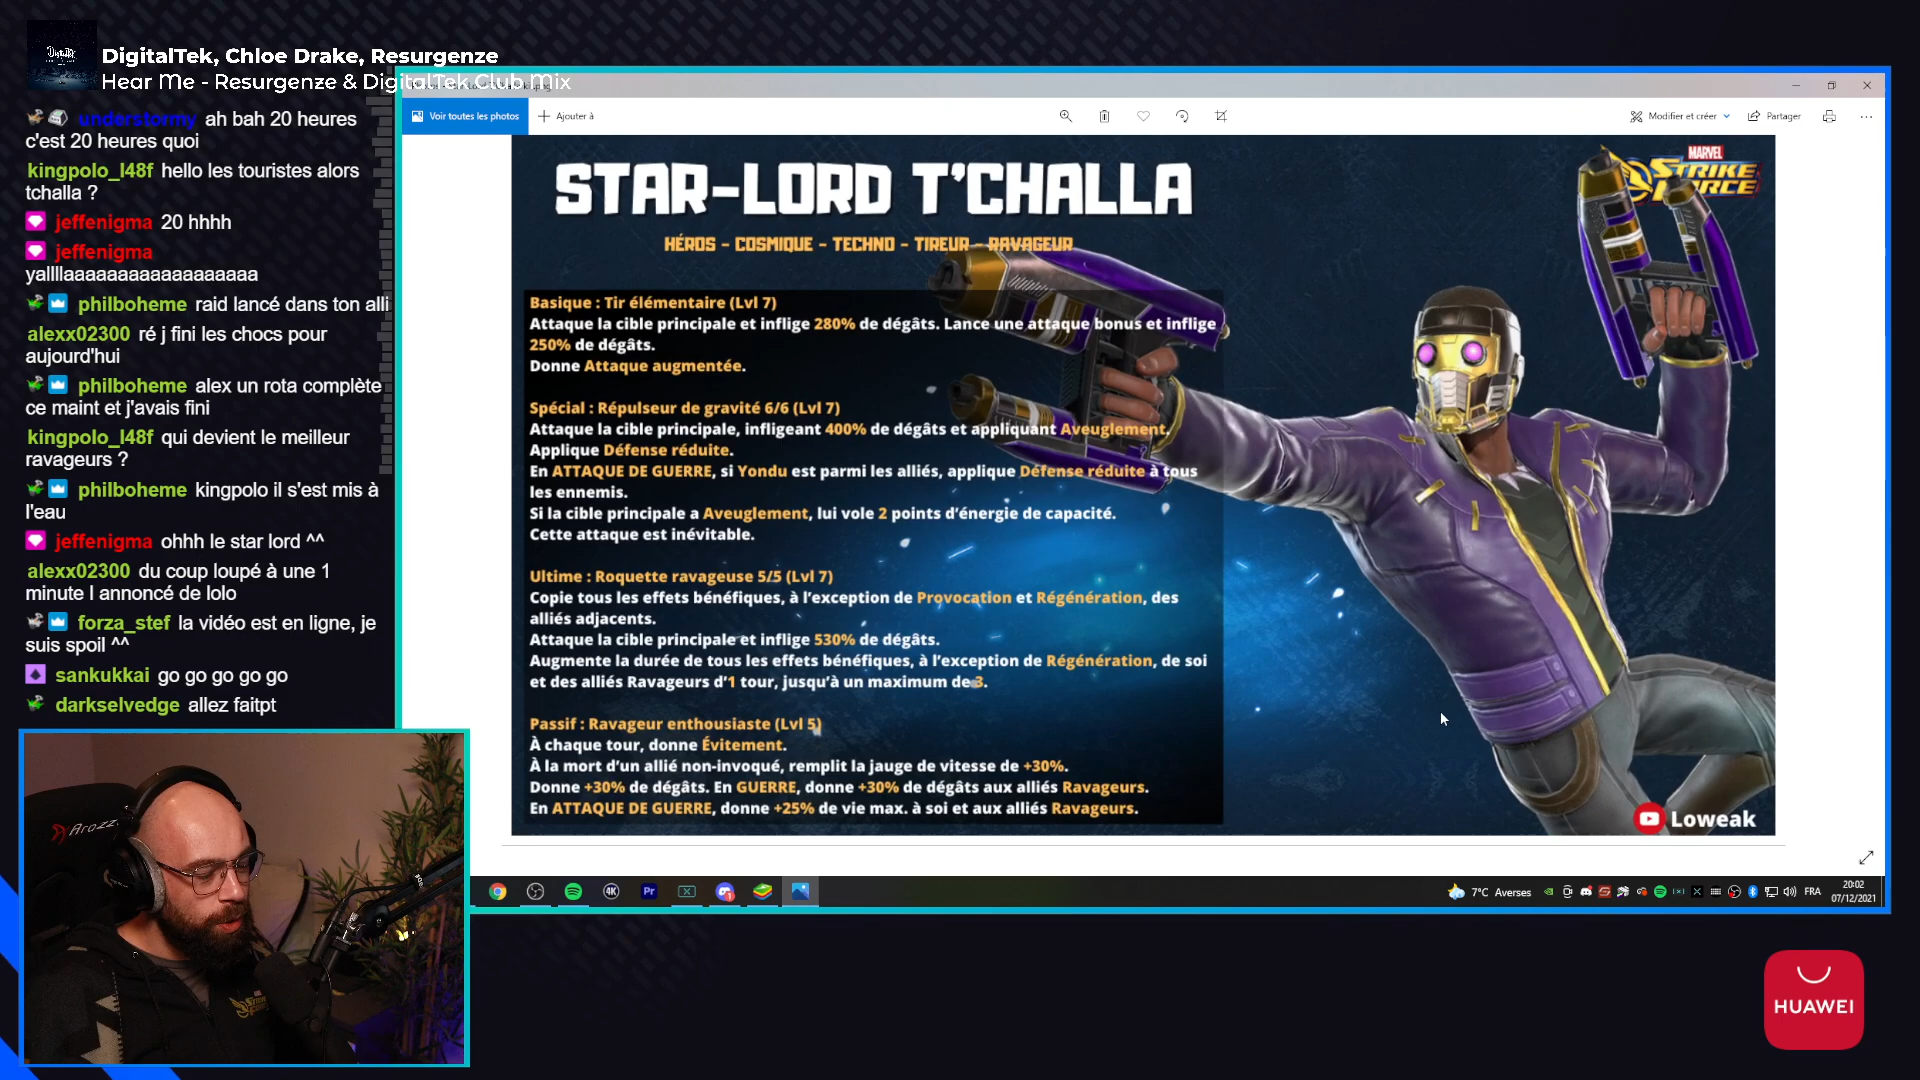 DigitalTek, Chloe Drake, Resurgenze
Hear Me - Resurgenze & DigitalTek Club Mix
understormy ah bah 20 heures
c'est 20 heures quoi
kingpolo_l48f hello les touristes alors
tchalla ?
jeffenigma 20 hhhh
jeffenigma
yallllaaaaaaaaaaaaaaaaaa
philboheme raid lancé dans ton alli
alexx02300 ré j fini les chocs pour
aujourd'hui
philboheme alex un rota complète
ce maint et j'avais fini
kingpolo_l48f qui devient le meilleur
ravageurs ?
philboheme kingpolo il s'est mis à
l'eau
jeffenigma ohhh le star lord ^^
alexx02300 du coup loupé à une 1
minute l annoncé de lolo
forza_stef la vidéo est en ligne, je
suis spoil ^^
sankukkai go go go go go
darkselvedge allez faitpt
Voir toutes les photos
Ajouter à
Modifier et créer
Partager
STAR-LORD T'CHALLA
HÉROS - COSMIQUE - TECHNO - TIREUR - RAVAGEUR
MARVEL
STRIKE
FORCE
Basique : Tir élémentaire (Lvl 7)
Attaque la cible principale et inflige 280% de dégâts. Lance une attaque bonus et inflige
250% de dégâts.
Donne Attaque augmentée.
Spécial : Répulseur de gravité 6/6 (Lvl 7)
Attaque la cible principale, infligeant 400% de dégâts et appliquant Aveuglement.
Applique Défense réduite.
En ATTAQUE DE GUERRE, si Yondu est parmi les alliés, applique Défense réduite à tous
les ennemis.
Si la cible principale a Aveuglement, lui vole 2 points d'énergie de capacité.
Cette attaque est inévitable.
Ultime : Roquette ravageuse 5/5 (Lvl 7)
Copie tous les effets bénéfiques, à l'exception de Provocation et Régénération, des
alliés adjacents.
Attaque la cible principale et inflige 530% de dégâts.
Augmente la durée de tous les effets bénéfiques, à l'exception de Régénération, de soi
et des alliés Ravageurs d'1 tour, jusqu'à un maximum de 3.
Passif : Ravageur enthousiaste (Lvl 5)
À chaque tour, donne Évitement.
À la mort d'un allié non-invoqué, remplit la jauge de vitesse de +30%.
Donne +30% de dégâts. En GUERRE, donne +30% de dégâts aux alliés Ravageurs.
En ATTAQUE DE GUERRE, donne +25% de vie max. à soi et aux alliés Ravageurs.
Loweak
4K
Pr
7°C Averses
FRA
20:02
07/12/2021
HUAWEI